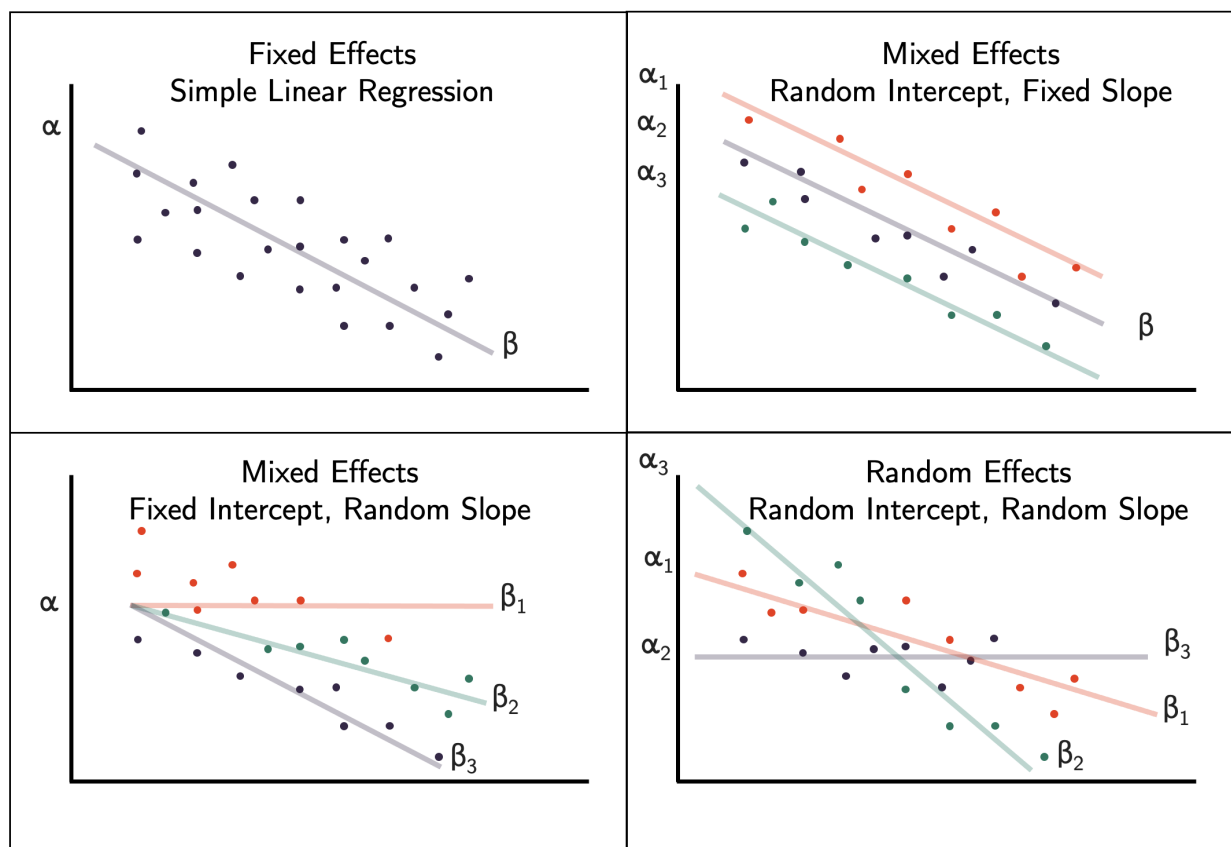 Fixed Effects
Simple Linear Regression
α
β
Mixed Effects
Random Intercept, Fixed Slope
α₁
α₂
α₃
β
Mixed Effects
Fixed Intercept, Random Slope
α
β₁
β₂
β₃
Random Effects
Random Intercept, Random Slope
α₃
α₁
α₂
β₃
β₁
β₂